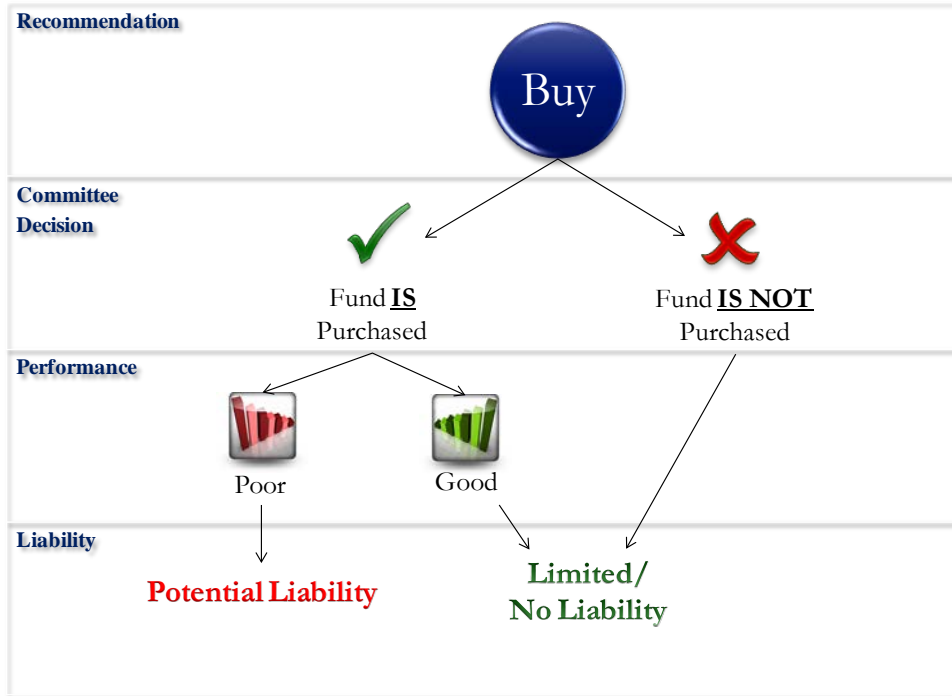 Recommendation
Buy
Committee
Decision
Fund IS
Purchased
Fund IS NOT
Purchased
Performance
Poor
Good
Liability
Potential Liability
Limited/
No Liability